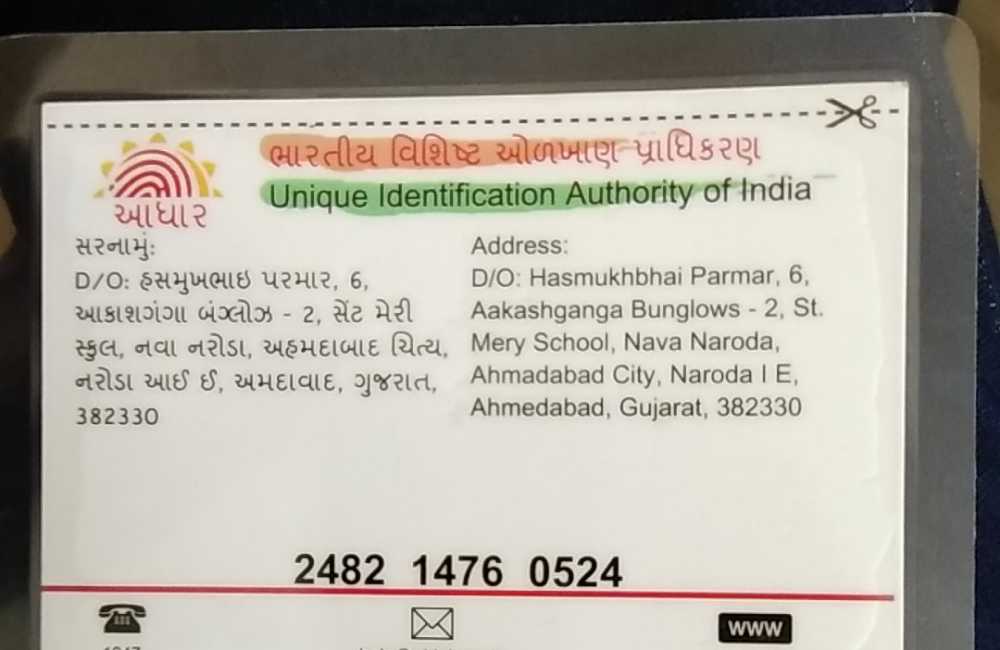 ભારતીય વિશિષ્ટ ઓળખાણ પ્રાધિકરણ
Unique Identification Authority of India
આધાર
સરનામું:
D/O: હસમુખભાઇ પરમાર, 6,
આકાશગંગા બંગ્લોઝ - 2, સેંટ મેરી
સ્કુલ, નવા નરોડા, અહમદાબાદ ચિત્ય,
નરોડા આઈ ઈ, અમદાવાદ, ગુજરાત,
382330
Address:
D/O: Hasmukhbhai Parmar, 6,
Aakashganga Bunglows - 2, St.
Mery School, Nava Naroda,
Ahmadabad City, Naroda I E,
Ahmedabad, Gujarat, 382330
2482 1476 0524
www